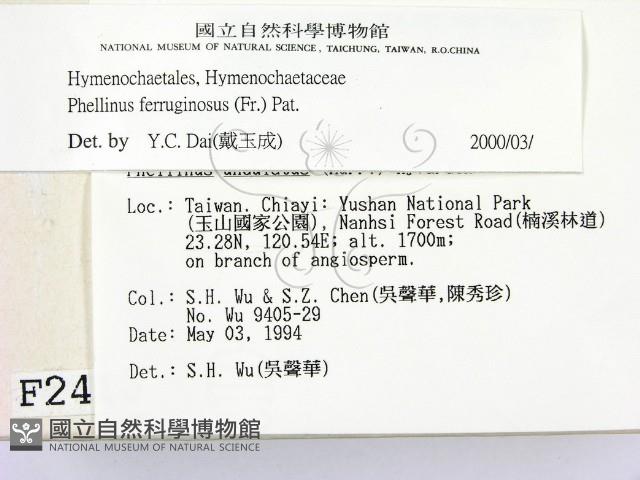 國立自然科學博物館
NATIONAL MUSEUM OF NATURAL SCIENCE, TAICHUNG, TAIWAN, R.O.CHINA
Hymenochaetales, Hymenochaetaceae
Phellinus ferruginosus (Fr.) Pat.
Det. by Y.C. Dai(戴玉成) 2000/03/
Phellinus undulatus
Loc.: Taiwan. Chiayi: Yushan National Park
(玉山國家公園), Nanhsi Forest Road(楠溪林道)
23.28N, 120.54E; alt. 1700m;
on branch of angiosperm.
Col.: S.H. Wu & S.Z. Chen(吳聲華,陳秀珍)
No. Wu 9405-29
Date: May 03, 1994
Det.: S.H. Wu(吳聲華)
F24
國立自然科學博物館
NATIONAL MUSEUM OF NATURAL SCIENCE